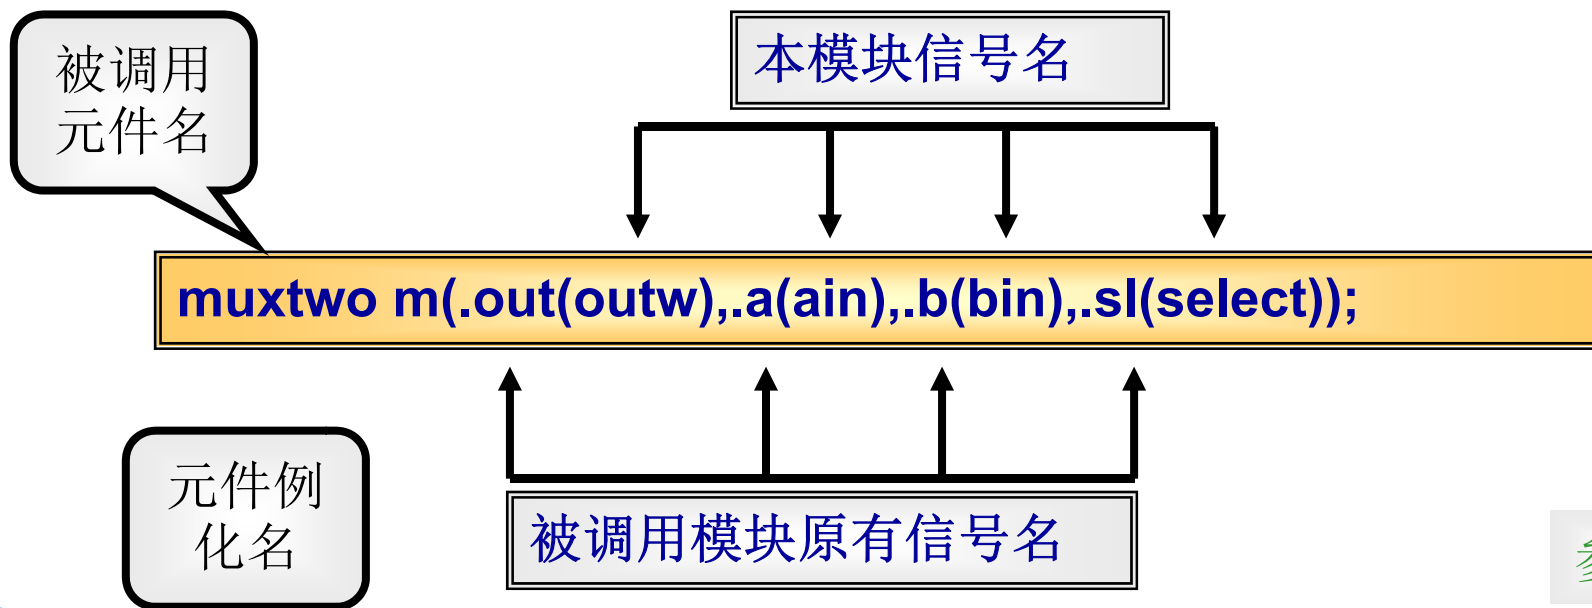 被调用
元件名
本模块信号名
muxtwo m(.out(outw),.a(ain),.b(bin),.sl(select));
元件例
化名
被调用模块原有信号名